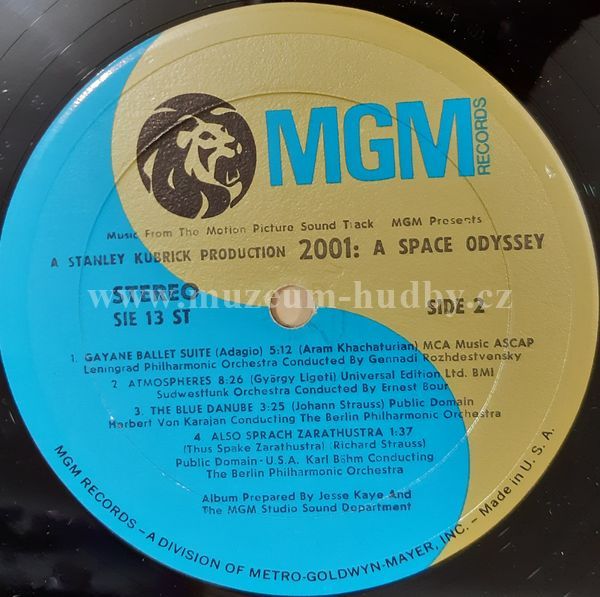 MGM
RECORDS
Music From The Motion Picture Sound Track MGM Presents
A STANLEY KUBRICK PRODUCTION 2001: A SPACE ODYSSEY
www.muzeum-hudby.cz
STEREO
SIE 13 ST
SIDE 2
1. GAYANE BALLET SUITE (Adagio) 5:12 (Aram Khachaturian) MCA Music ASCAP
Leningrad Philharmonic Orchestra Conducted By Gennadi Rozhdestvensky
2 ATMOSPHERES 8:26 (György Ligeti) Universal Edition Ltd. BMI
Sudwestfunk Orchestra Conducted By Ernest Bour
3. THE BLUE DANUBE 3:25 (Johann Strauss) Public Domain
Herbert Von Karajan Conducting The Berlin Philharmonic Orchestra
4. ALSO SPRACH ZARATHUSTRA 1:37
(Thus Spake Zarathustra) (Richard Strauss)
Public Domain-U.S.A. Karl Böhm Conducting
The Berlin Philharmonic Orchestra
Album Prepared By Jesse Kaye And
The MGM Studio Sound Department
MGM RECORDS – A DIVISION OF METRO-GOLDWYN-MAYER, INC. – Made in U. S. A.